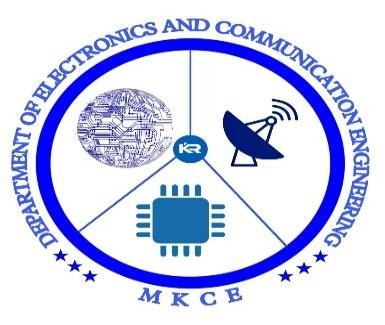 DEPARTMENT OF ELECTRONICS AND COMMUNICATION ENGINEERING
KR
MKCE